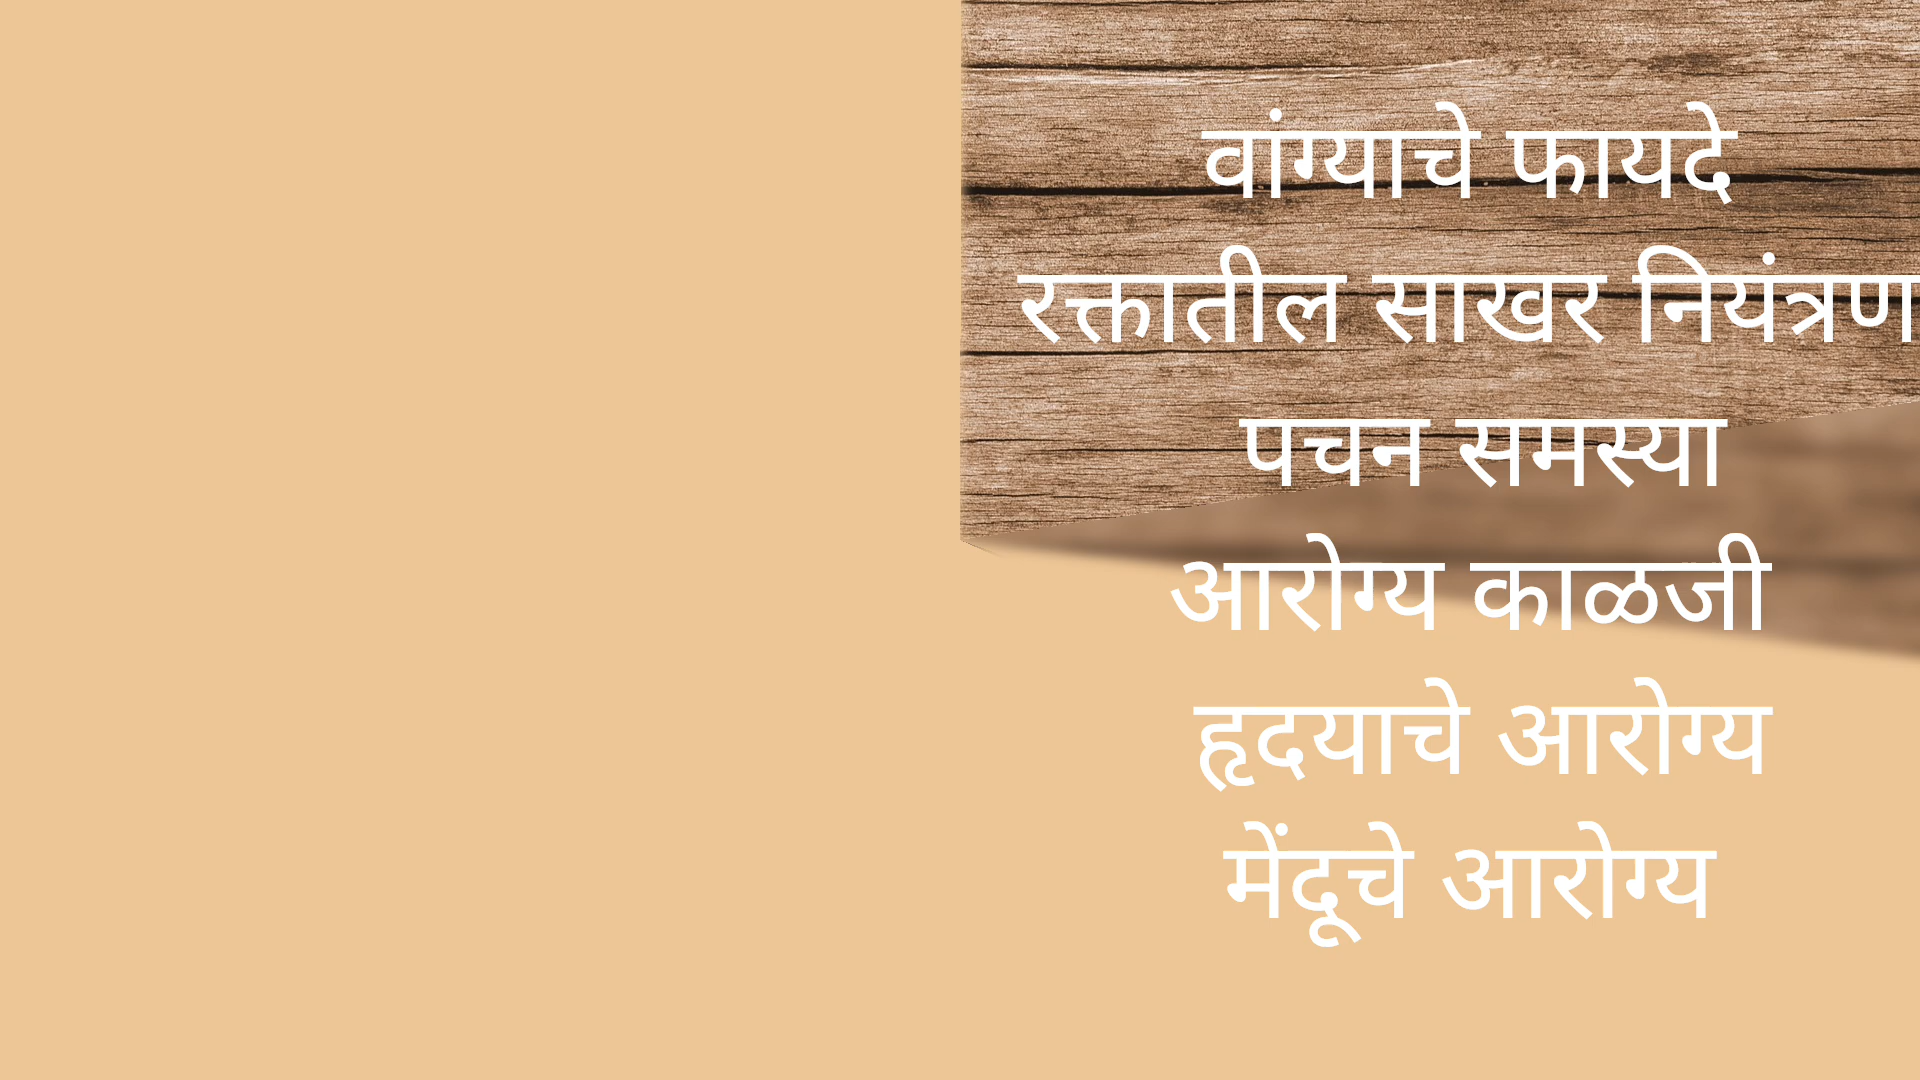 वांग्याचे फायदे
रक्तातील साखर नियंत्रण
पचन समस्या
आरोग्य काळजी
हृदयाचे आरोग्य
मेंदूचे आरोग्य